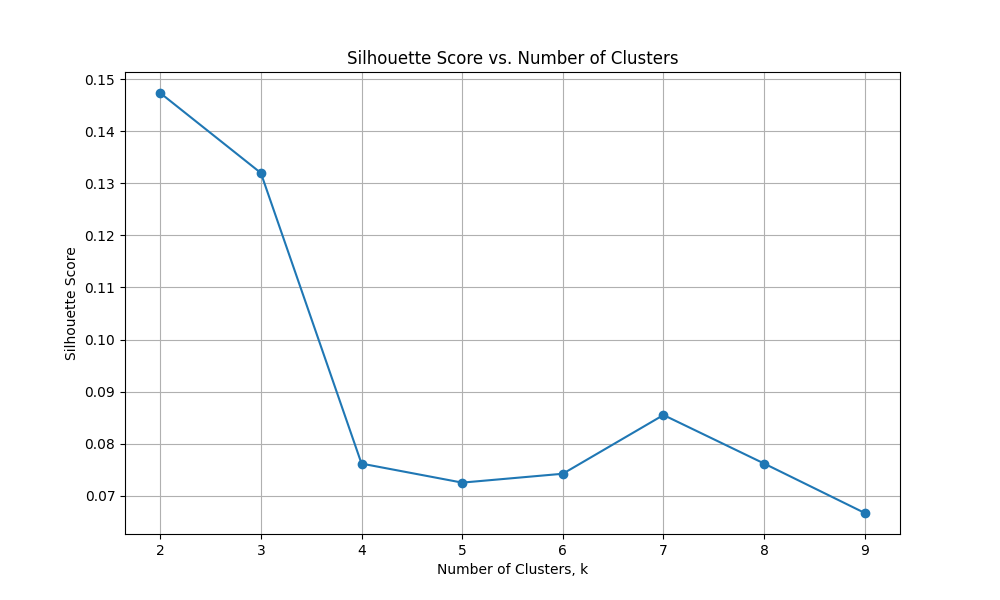 Silhouette Score vs. Number of Clusters
0.15
0.14
0.13
0.12
0.11
0.10
0.09
0.08
0.07
Silhouette Score
2 3 4 5 6 7 8 9
Number of Clusters, k